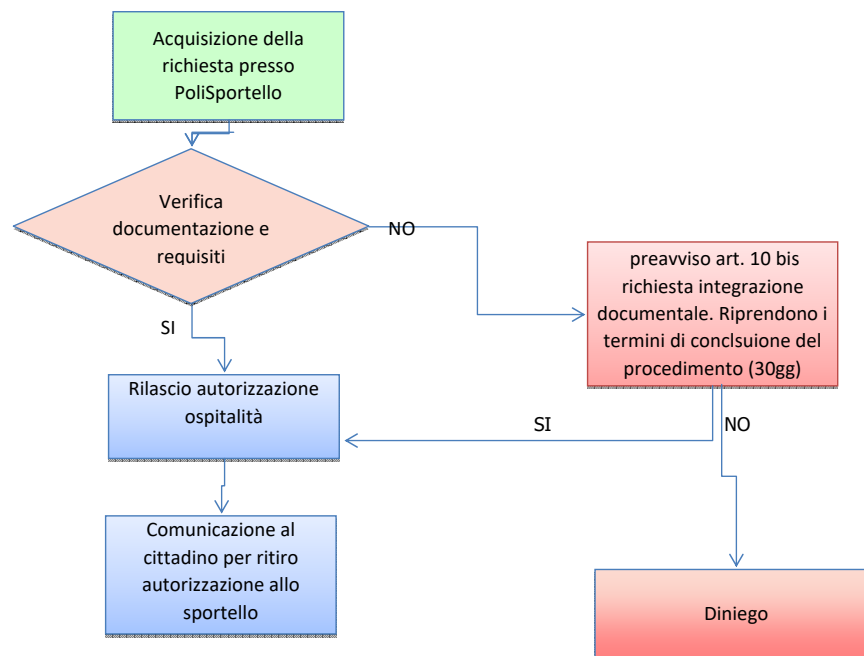 Acquisizione della
richiesta presso
PoliSportello
Verifica
documentazione e
requisiti
NO
preavviso art. 10 bis
richiesta integrazione
documentale. Riprendono i
termini di conclsuione del
procedimento (30gg)
SI
Rilascio autorizzazione
ospitalità
SI
NO
Comunicazione al
cittadino per ritiro
autorizzazione allo
sportello
Diniego